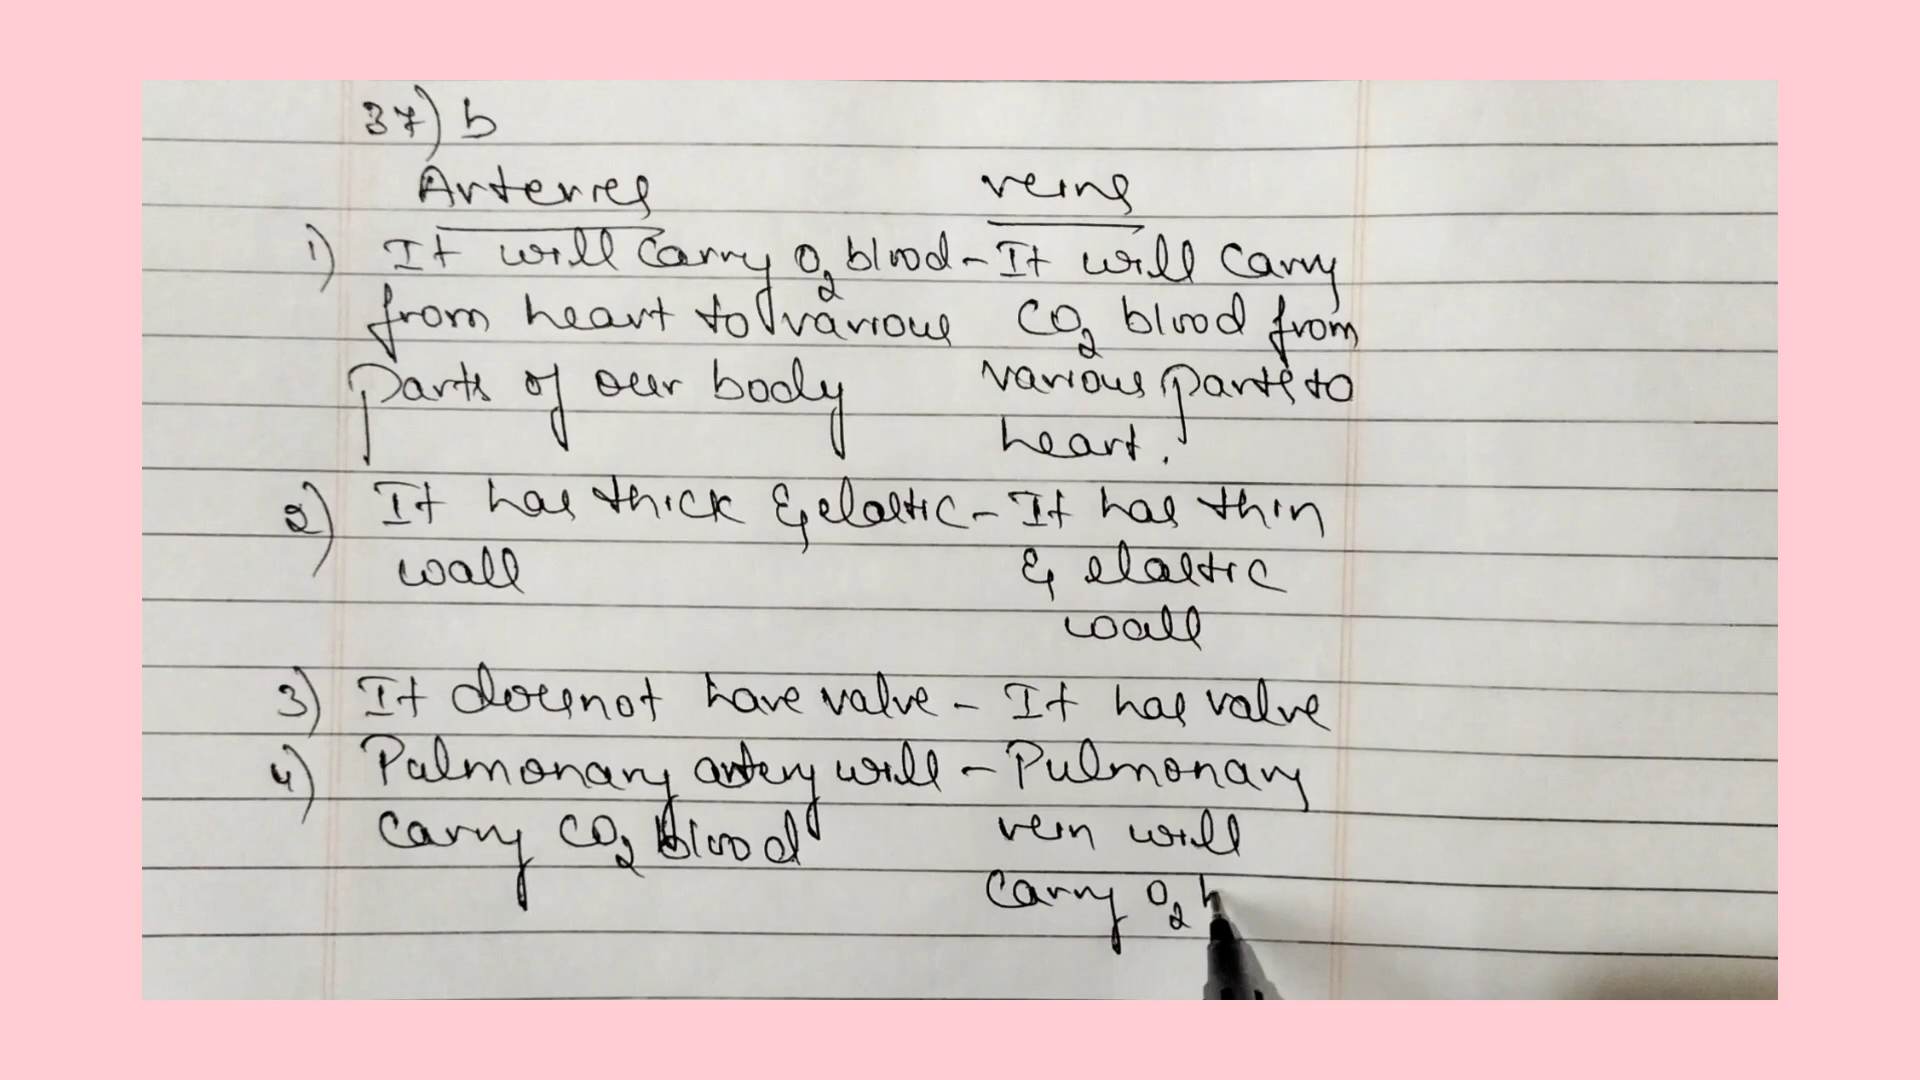 37) b
Arteries veins
1) It will carry O2 blood - It will carry
from heart to various CO2 blood from
parts of our body various parts to
heart.
2) It has thick & elastic - It has thin
wall & elastic
wall
3) It does not have valve - It has valve
4) Pulmonary artery will - Pulmonary
carry CO2 blood vein will
carry O2 b